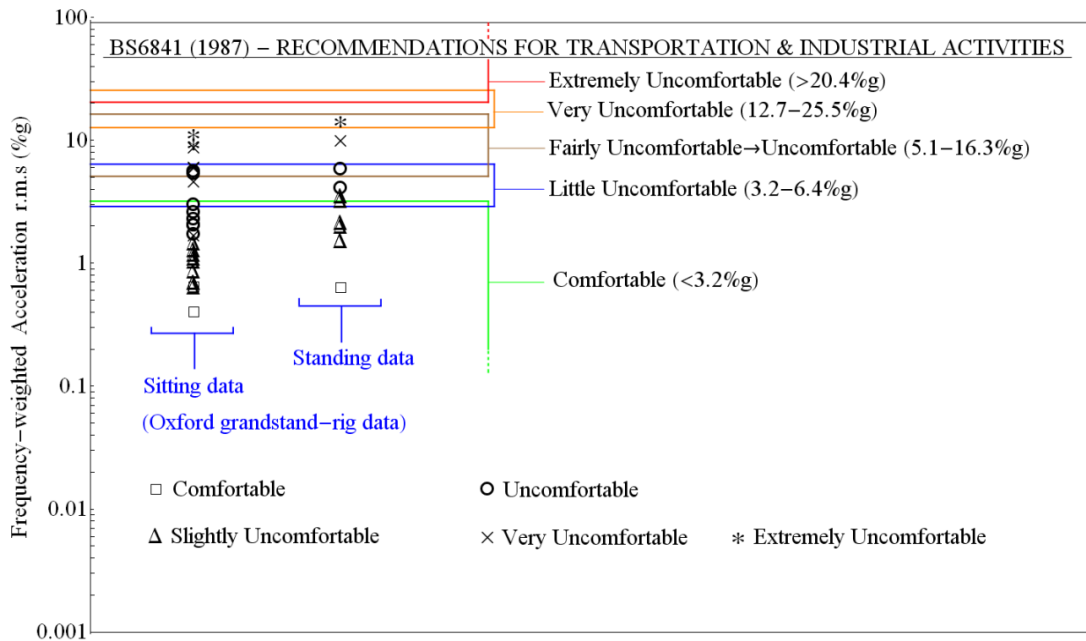 100
BS6841 (1987) − RECOMMENDATIONS FOR TRANSPORTATION & INDUSTRIAL ACTIVITIES
Extremely Uncomfortable (>20.4%g)
Very Uncomfortable (12.7−25.5%g)
10
Fairly Uncomfortable→Uncomfortable (5.1−16.3%g)
Little Uncomfortable (3.2−6.4%g)
1
Comfortable (<3.2%g)
Standing data
0.1
Sitting data
(Oxford grandstand−rig data)
Frequency−weighted Acceleration r.m.s (%g)
Comfortable
Uncomfortable
0.01
Slightly Uncomfortable
Very Uncomfortable
Extremely Uncomfortable
0.001